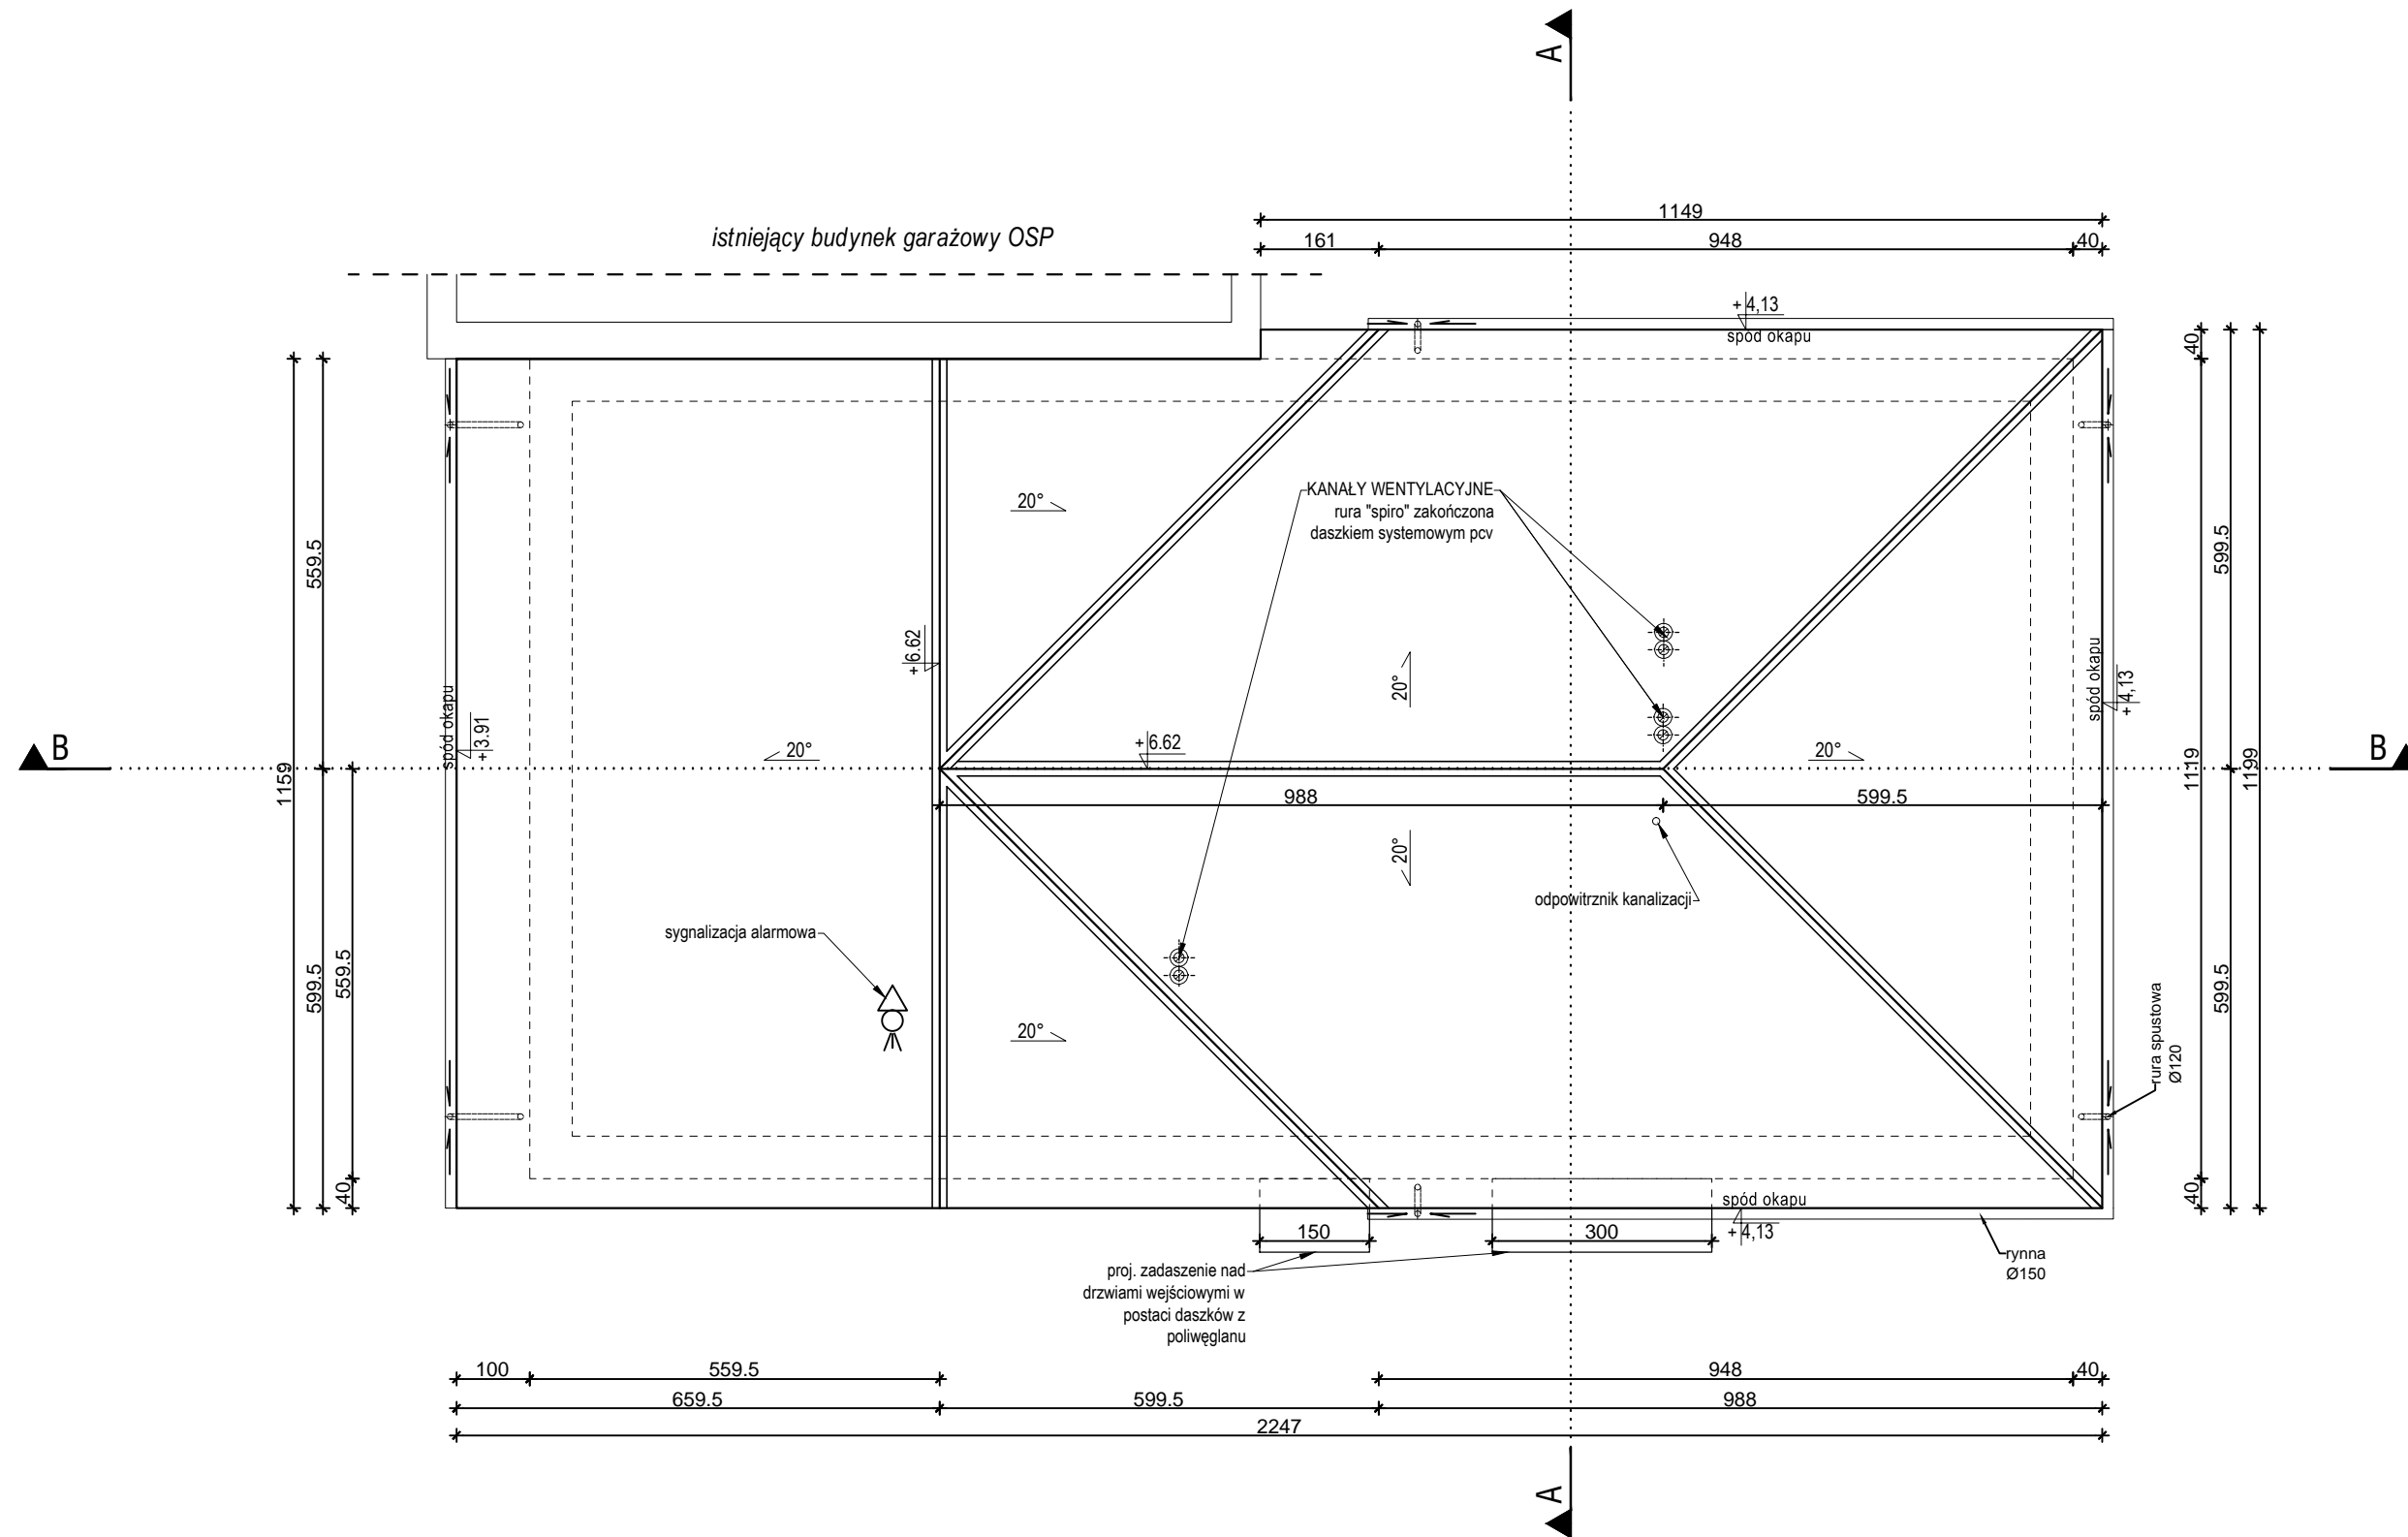 A
1149
istniejący budynek garażowy OSP
161
948
40
+4,13
spód okapu
40
20°
KANAŁY WENTYLACYJNE
rura "spiro" zakończona
daszkiem systemowym pcv
559.5
599.5
+6.62
20°
spód okapu
+4,13
spód okapu
+3.91
B
20°
+6.62
20°
B
1159
1119
1199
988
599.5
20°
odpowitrznik kanalizacji
sygnalizacja alarmowa
599.5
559.5
599.5
20°
rura spustowa
Ø120
40
40
spód okapu
+4,13
150
300
rynna
Ø150
proj. zadaszenie nad
drzwiami wejściowymi w
postaci daszków z
poliwęglanu
100
559.5
948
40
659.5
599.5
988
2247
A